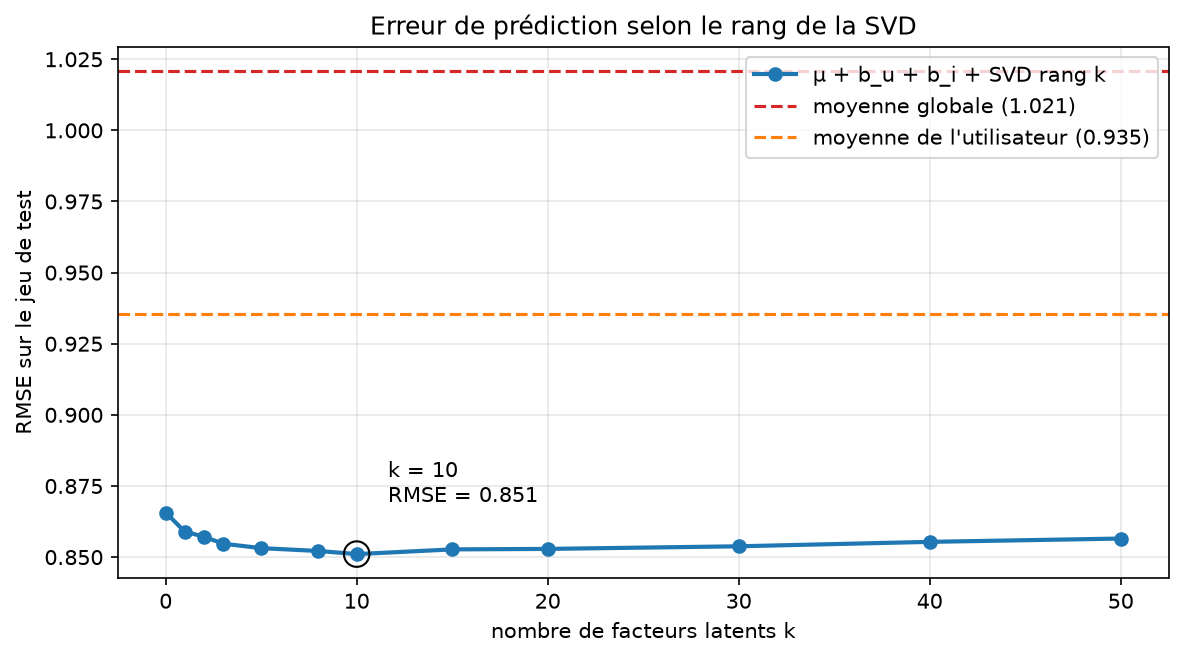 Erreur de prédiction selon le rang de la SVD
RMSE sur le jeu de test
1.025
1.000
0.975
0.950
0.925
0.900
0.875
0.850
μ + b_u + b_i + SVD rang k
moyenne globale (1.021)
moyenne de l'utilisateur (0.935)
k = 10
RMSE = 0.851
0 10 20 30 40 50
nombre de facteurs latents k